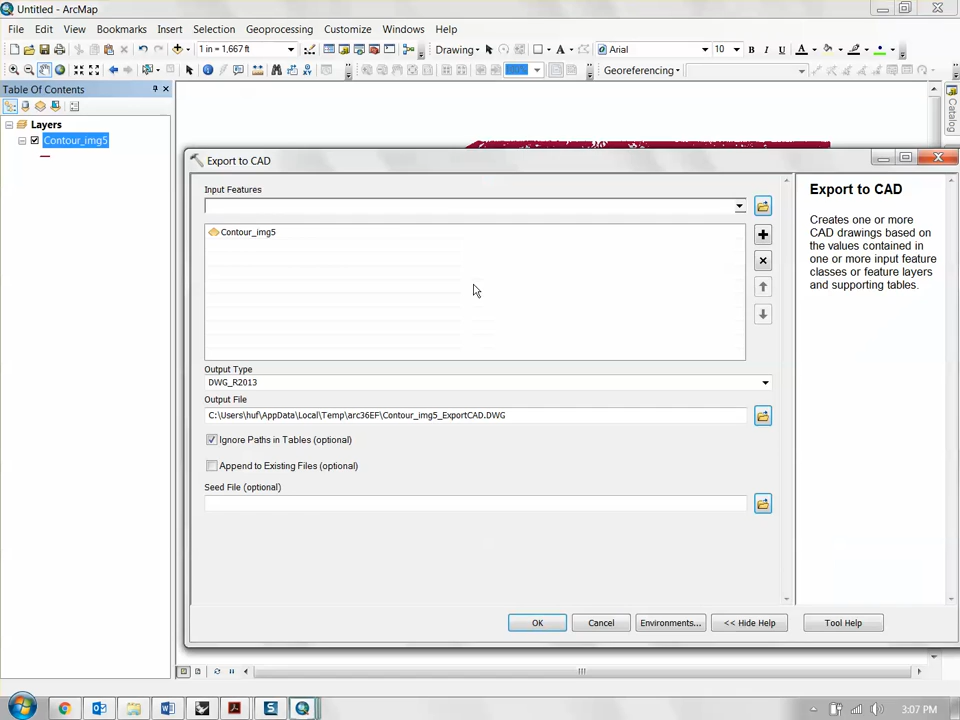 Untitled - ArcMap
File Edit View Bookmarks Insert Selection Geoprocessing Customize Windows Help
1 in = 1,667 ft Drawing Arial 10 B I U A A
Georeferencing
Table Of Contents
Layers
Contour_img5
Catalog
Export to CAD
Input Features
Contour_img5
Output Type
DWG_R2013
Output File
C:\Users\huf\AppData\Local\Temp\arc36EF\Contour_img5_ExportCAD.DWG
Ignore Paths in Tables (optional)
Append to Existing Files (optional)
Seed File (optional)
Export to CAD
Creates one or more
CAD drawings based on
the values contained in
one or more input feature
classes or feature layers
and supporting tables.
OK Cancel Environments... << Hide Help Tool Help
3:07 PM